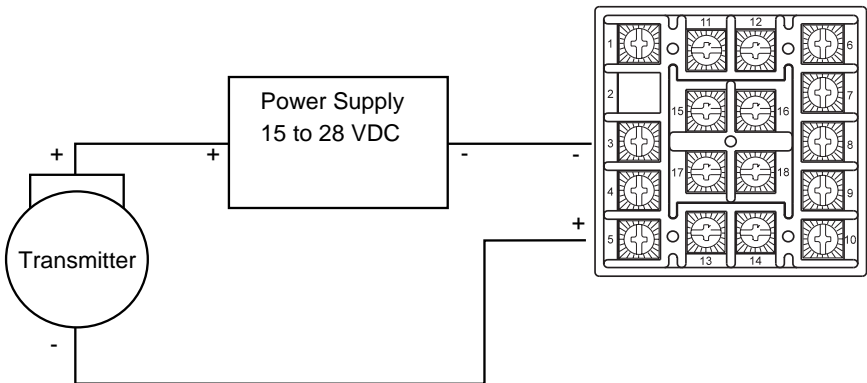 11 12
1 6
Power Supply
15 to 28 VDC
2 7
15 16
+ + - - 3 8
17 18
4 9
+
Transmitter
5 10
13 14
-